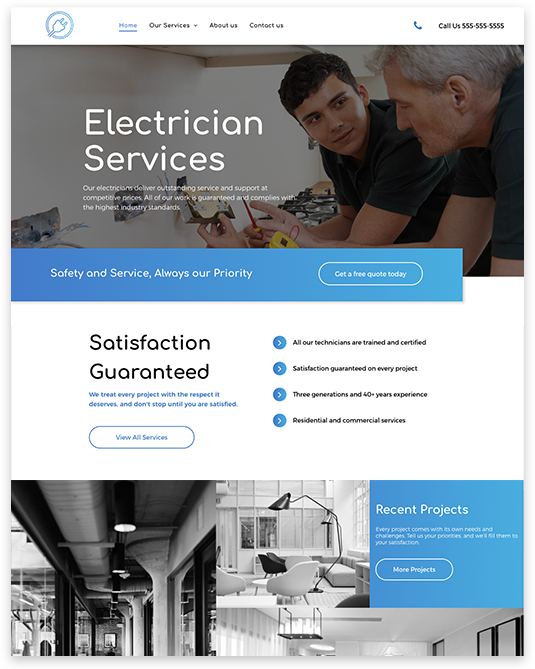 Home
Our Services
About us
Contact us
Call Us 555-555-5555
Electrician
Services
Our electricians deliver outstanding service and support at
competitive prices. All of our work is guaranteed and complies with
the highest industry standards.
Safety and Service, Always our Priority
Get a free quote today
Satisfaction
Guaranteed
We treat every project with the respect it
deserves, and don't stop until you are satisfied.
View All Services
All our technicians are trained and certified
Satisfaction guaranteed on every project
Three generations and 40+ years experience
Residential and commercial services
Recent Projects
Every project comes with its own needs and
challenges. Tell us your priorities, and we'll fill them to
your satisfaction.
More Projects